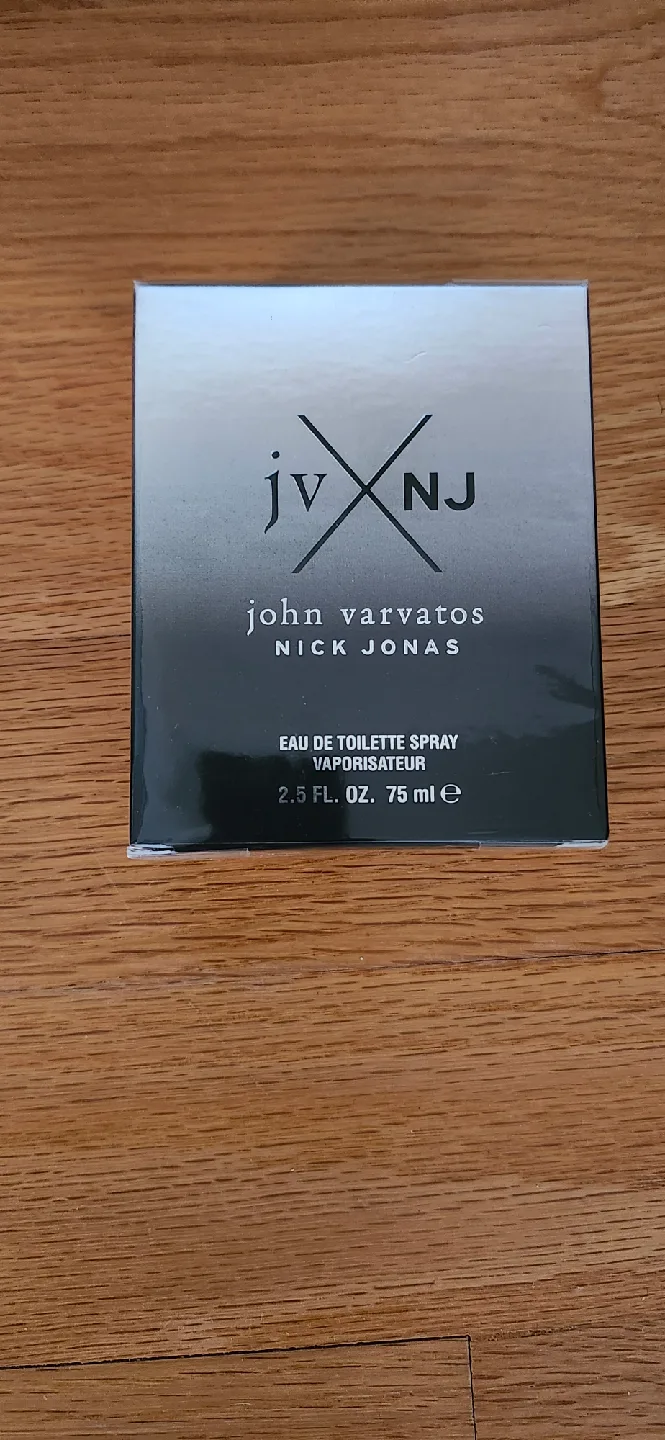 jv X NJ
john varvatos
NICK JONAS
EAU DE TOILETTE SPRAY
VAPORISATEUR
2.5 FL. OZ. 75 ml ℮